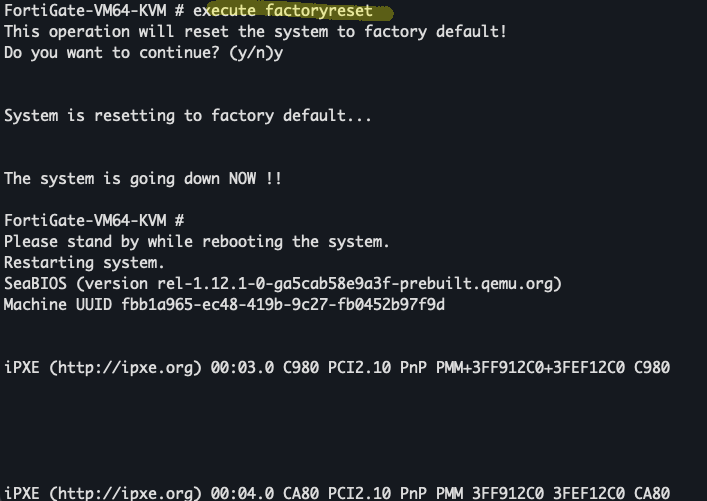 FortiGate-VM64-KVM # execute factoryreset
This operation will reset the system to factory default!
Do you want to continue? (y/n)y
System is resetting to factory default...
The system is going down NOW !!
FortiGate-VM64-KVM #
Please stand by while rebooting the system.
Restarting system.
SeaBIOS (version rel-1.12.1-0-ga5cab58e9a3f-prebuilt.qemu.org)
Machine UUID fbb1a965-ec48-419b-9c27-fb0452b97f9d
iPXE (http://ipxe.org) 00:03.0 C980 PCI2.10 PnP PMM+3FF912C0+3FEF12C0 C980
iPXE (http://ipxe.org) 00:04.0 CA80 PCI2.10 PnP PMM 3FF912C0 3FEF12C0 CA80